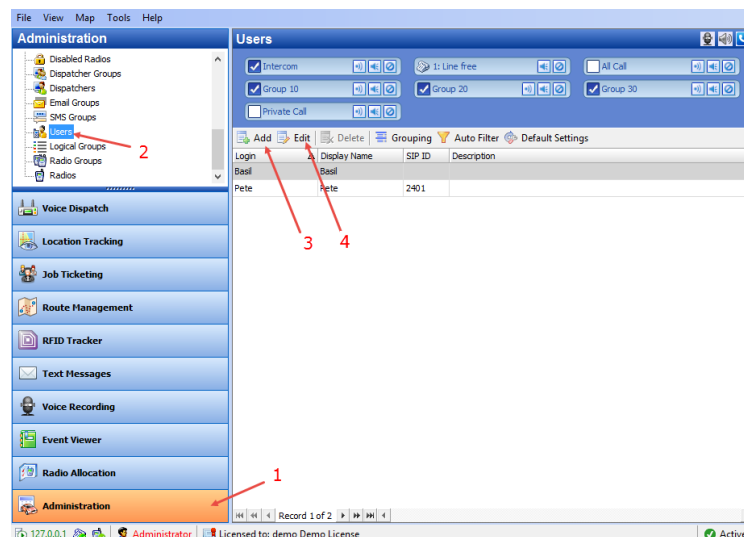 File View Map Tools Help
Administration
Disabled Radios
Dispatcher Groups
Dispatchers
Email Groups
SMS Groups
Users
Logical Groups
Radio Groups
Radios
2
Voice Dispatch
Location Tracking
Job Ticketing
Route Management
RFID Tracker
Text Messages
Voice Recording
Event Viewer
Radio Allocation
Administration
1
Users
Intercom
1: Line free
All Call
Group 10
Group 20
Group 30
Private Call
Add Edit Delete Grouping Auto Filter Default Settings
Login Display Name SIP ID Description
Basil Basil
Pete Pete 2401
3 4
Record 1 of 2
127.0.0.1 Administrator Licensed to: demo Demo License Active